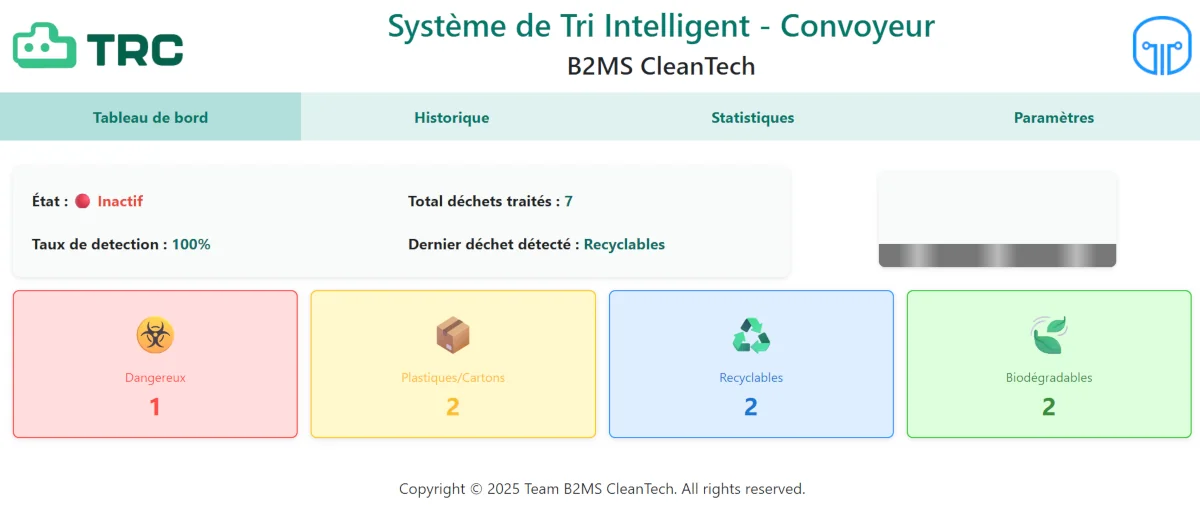 TRC
Système de Tri Intelligent - Convoyeur
B2MS CleanTech
Tableau de bord
Historique
Statistiques
Paramètres
État : Inactif
Total déchets traités : 7
Taux de detection : 100%
Dernier déchet détecté : Recyclables
Dangereux
1
Plastiques/Cartons
2
Recyclables
2
Biodégradables
2
Copyright © 2025 Team B2MS CleanTech. All rights reserved.